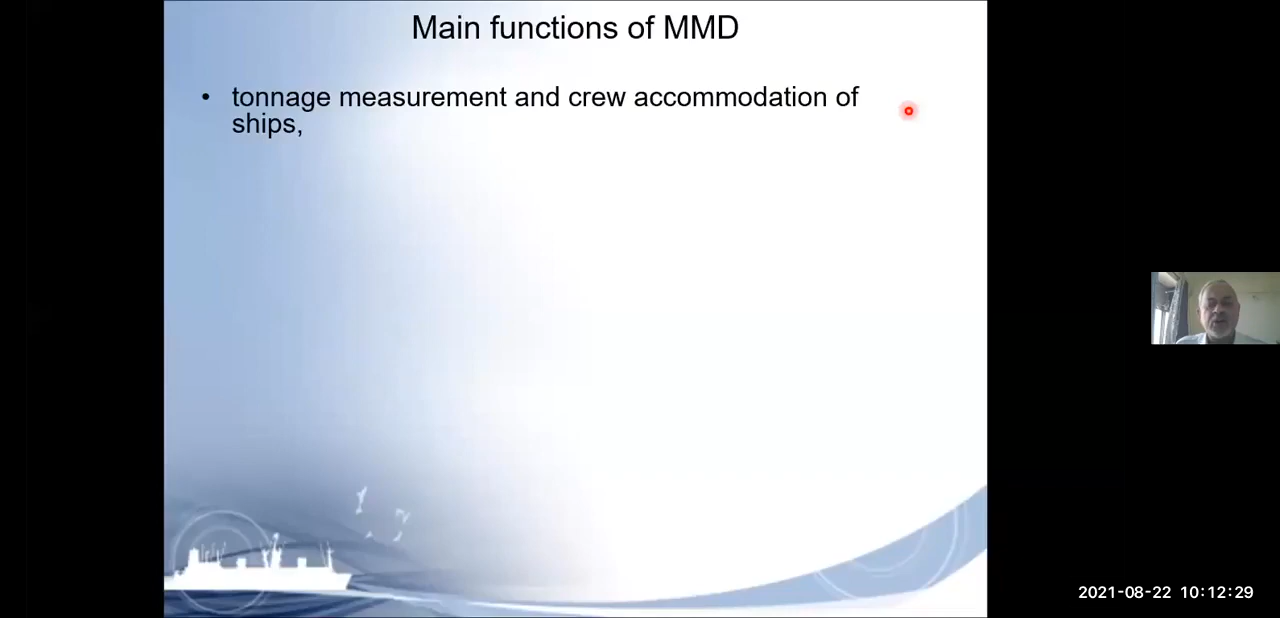 Main functions of MMD
• tonnage measurement and crew accommodation of
ships,
2021-08-22 10:12:29